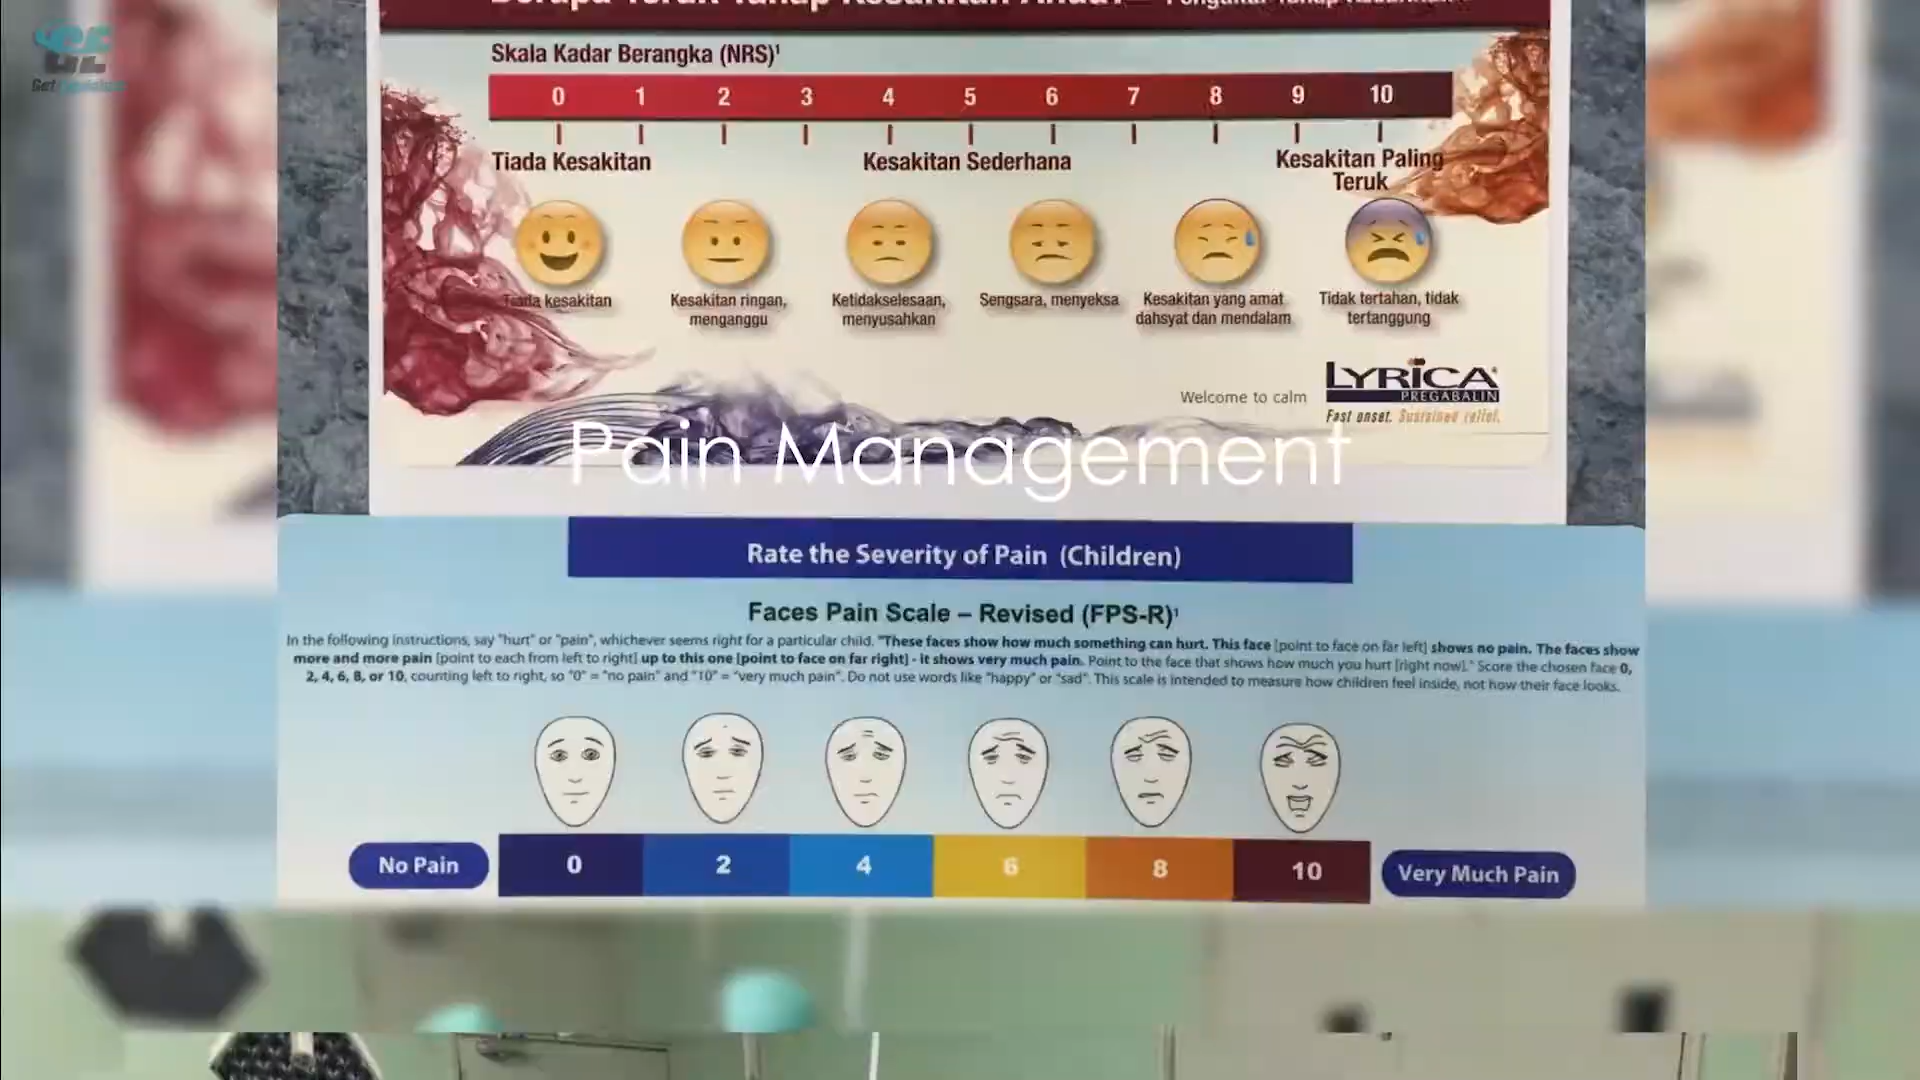 Skala Kadar Berangka (NRS)¹
0 1 2 3 4 5 6 7 8 9 10
Tiada Kesakitan Kesakitan Sederhana Kesakitan Paling
Teruk
Tiada kesakitan Kesakitan ringan, Ketidakselesaan, Sengsara, menyeksa Kesakitan yang amat Tidak tertahan, tidak
menganggu menyusahkan dahsyat dan mendalam tertanggung
Welcome to calm
LYRICA
PREGABALIN
Fast onset. Sustained relief.
Pain Management
Rate the Severity of Pain (Children)
Faces Pain Scale – Revised (FPS-R)¹
In the following instructions, say "hurt" or "pain", whichever seems right for a particular child. "These faces show how much something can hurt. This face [point to face on far left] shows no pain. The faces show
more and more pain [point to each from left to right] up to this one [point to face on far right] - it shows very much pain. Point to the face that shows how much you hurt [right now]." Score the chosen face 0,
2, 4, 6, 8, or 10, counting left to right, so "0" = "no pain" and "10" = "very much pain". Do not use words like "happy" or "sad". This scale is intended to measure how children feel inside, not how their face looks.
No Pain 0 2 4 6 8 10 Very Much Pain